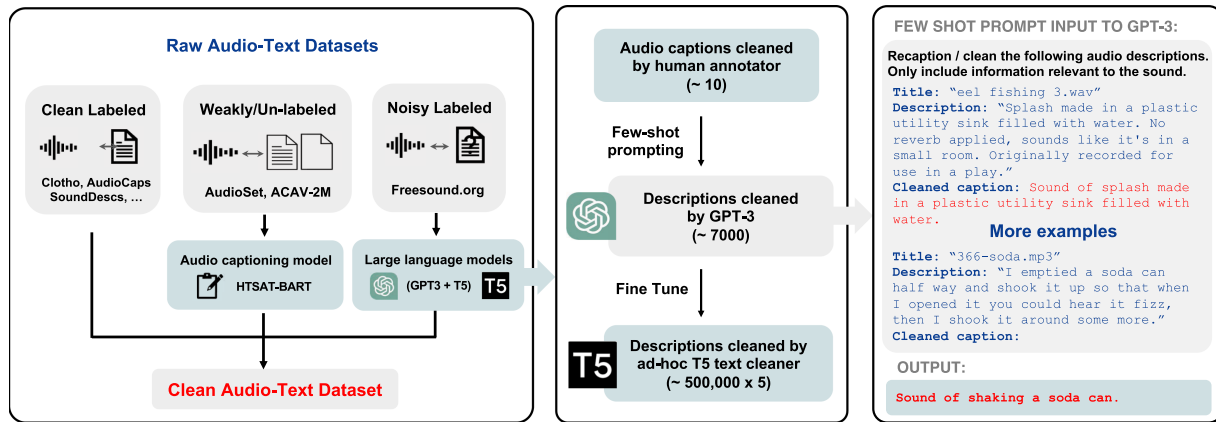 Raw Audio-Text Datasets
Clean Labeled
Clotho, AudioCaps
SoundDescs, ...
Weakly/Un-labeled
AudioSet, ACAV-2M
Noisy Labeled
?
Freesound.org
Audio captioning model
HTSAT-BART
Large language models
(GPT3 + T5) T5
Clean Audio-Text Dataset
Audio captions cleaned
by human annotator
(~ 10)
Few-shot
prompting
Descriptions cleaned
by GPT-3
(~ 7000)
Fine Tune
T5
Descriptions cleaned by
ad-hoc T5 text cleaner
(~ 500,000 x 5)
FEW SHOT PROMPT INPUT TO GPT-3:
Recaption / clean the following audio descriptions.
Only include information relevant to the sound.
Title: “eel fishing 3.wav”
Description: “Splash made in a plastic
utility sink filled with water. No
reverb applied, sounds like it's in a
small room. Originally recorded for
use in a play.”
Cleaned caption: Sound of splash made
in a plastic utility sink filled with
water.
More examples
Title: “366-soda.mp3”
Description: “I emptied a soda can
half way and shook it up so that when
I opened it you could hear it fizz,
then I shook it around some more.”
Cleaned caption:
OUTPUT:
Sound of shaking a soda can.